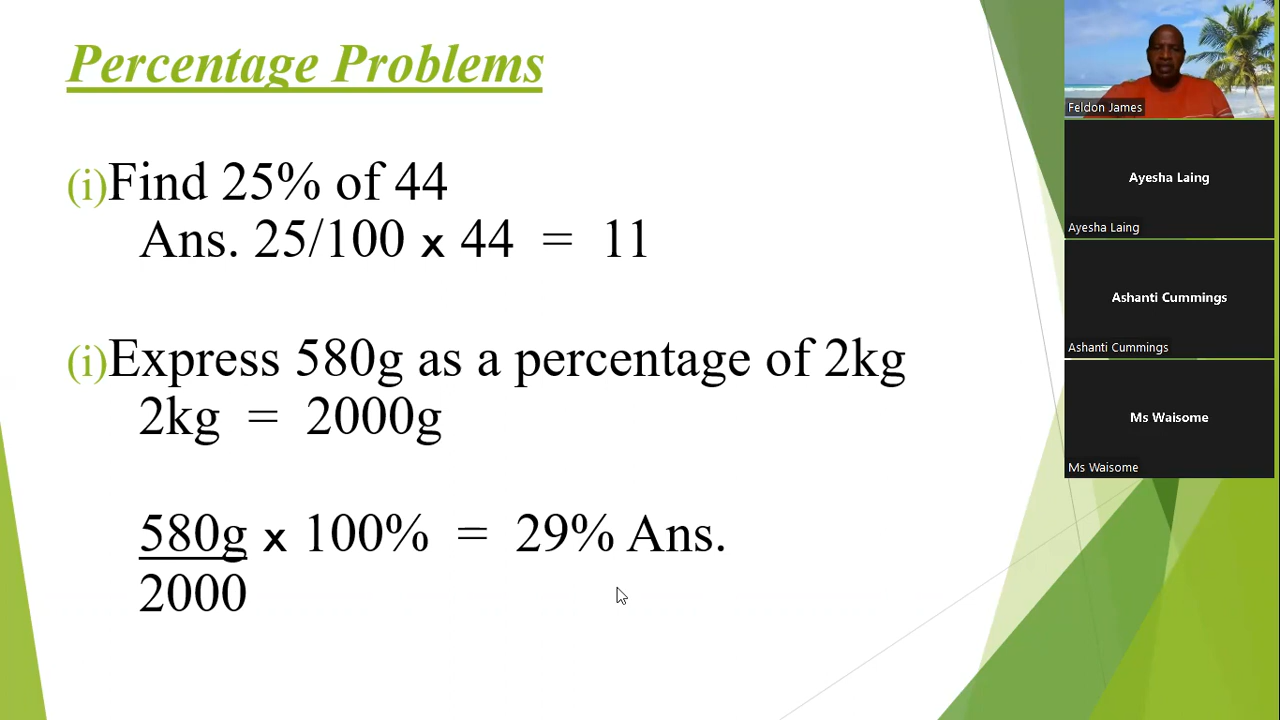 Percentage Problems
(i)Find 25% of 44
Ans. 25/100 x 44 = 11
(i)Express 580g as a percentage of 2kg
2kg = 2000g
580g x 100% = 29% Ans.
2000
Feldon James
Ayesha Laing
Ayesha Laing
Ashanti Cummings
Ashanti Cummings
Ms Waisome
Ms Waisome